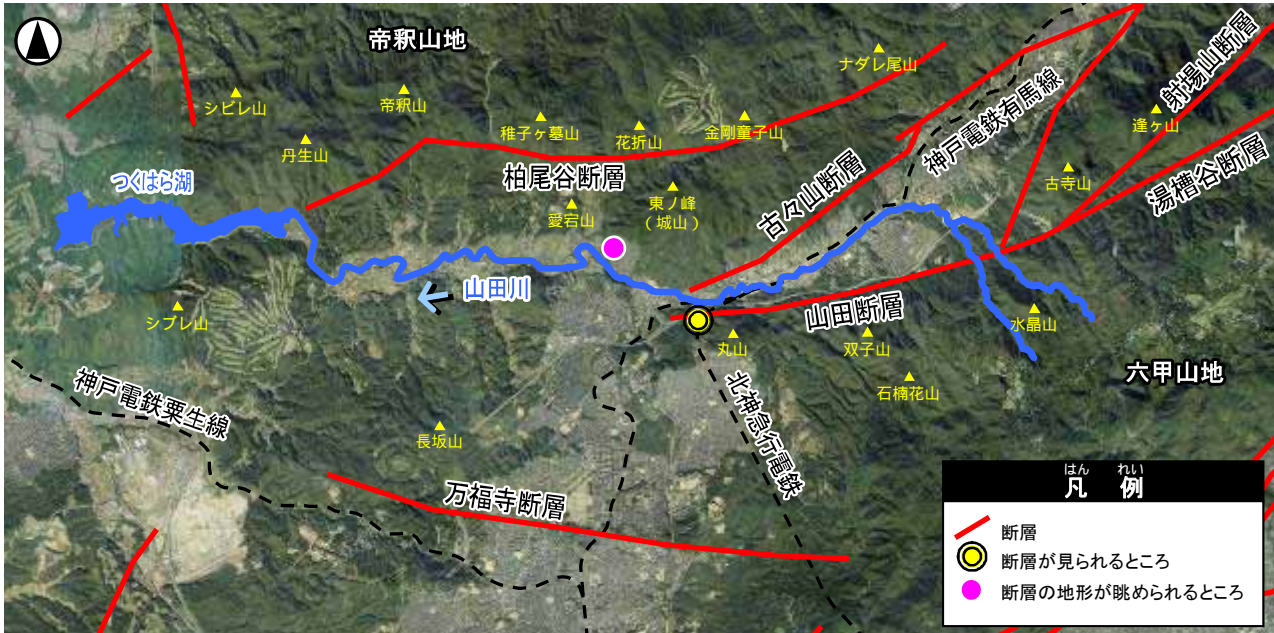 帝釈山地
ナダレ尾山
シビレ山
帝釈山
稚子ヶ墓山
花折山
金剛童子山
丹生山
柏尾谷断層
東ノ峰
(城山)
愛宕山
つくはら湖
古々山断層
神戸電鉄有馬線
射場山断層
逢ヶ山
古寺山
湯槽谷断層
山田川
シブレ山
山田断層
丸山
双子山
水晶山
石楠花山
六甲山地
神戸電鉄粟生線
長坂山
北神急行電鉄
万福寺断層
はん れい
凡 例
断層
断層が見られるところ
断層の地形が眺められるところ